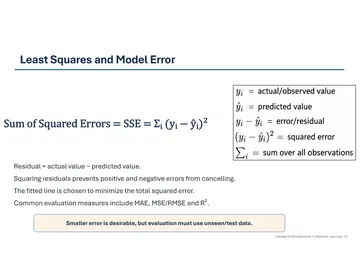 Least Squares and Model Error
yᵢ = actual/observed value
ŷᵢ = predicted value
yᵢ − ŷᵢ = error/residual
(yᵢ − ŷᵢ)² = squared error
∑ᵢ = sum over all observations
Sum of Squared Errors = SSE = Σᵢ (yᵢ − ŷᵢ)²
Residual = actual value − predicted value.
Squaring residuals prevents positive and negative errors from cancelling.
The fitted line is chosen to minimize the total squared error.
Common evaluation measures include MAE, MSE/RMSE and R².
Smaller error is desirable, but evaluation must use unseen/test data.